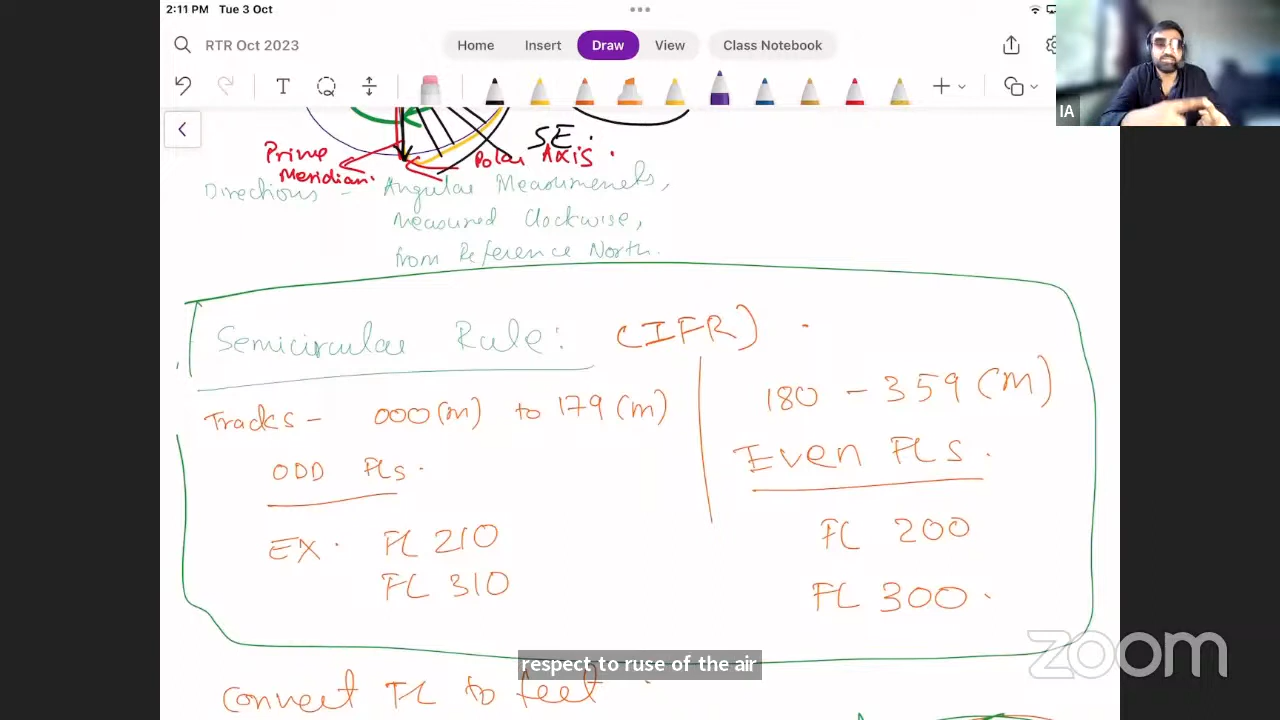 2:11 PM Tue 3 Oct
RTR Oct 2023
Home Insert Draw View Class Notebook
IA
SE.
Prime Meridian.
Polar Axis.
Directions - Angular Measurmenets,
Measured Clockwise,
from Reference North.
Semicircular Rule: (IFR)
Tracks - 000(m) to 179(m)
180 - 359(m)
ODD FLs.
Even FLs.
EX. FL 210
FL 200
FL 310
FL 300.
zoom
respect to ruse of the air
Convert FL to feet